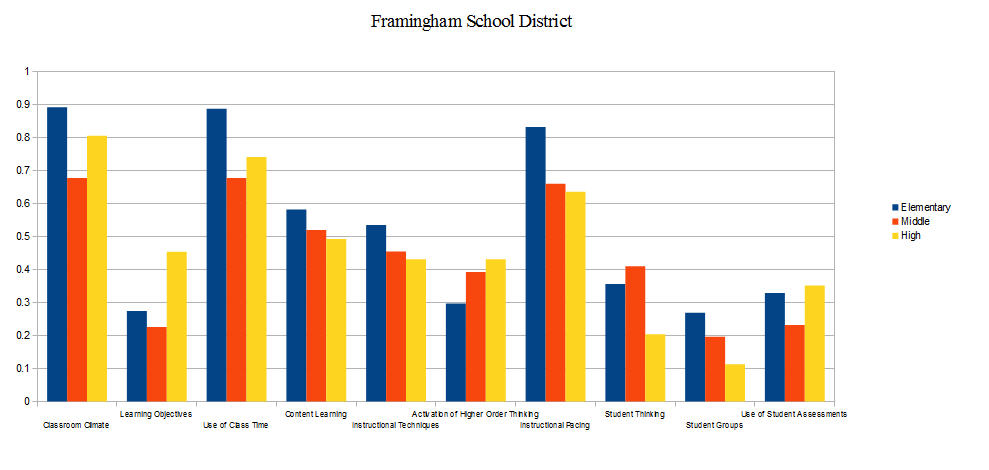 Framingham School District
1
0.9
0.8
0.7
0.6
0.5
0.4
0.3
0.2
0.1
0
Elementary
Middle
High
Learning Objectives
Content Learning
Activation of Higher Order Thinking
Student Thinking
Use of Student Assessments
Classroom Climate
Use of Class Time
Instructional Techniques
Instructional Pacing
Student Groups